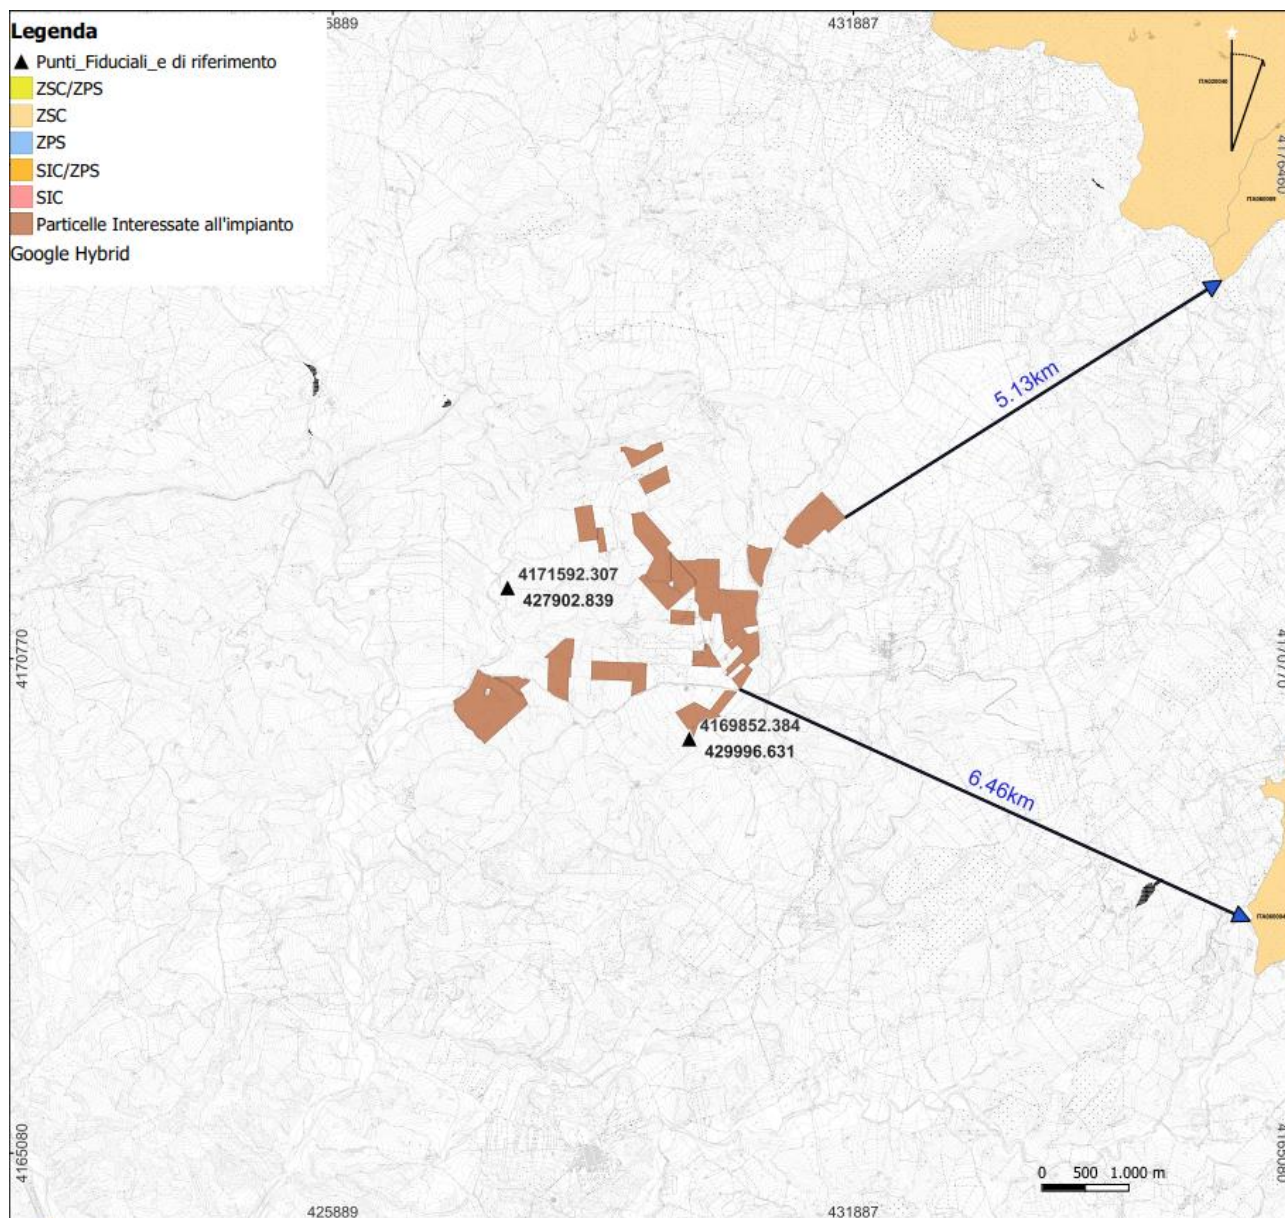 Legenda
Punti_Fiduciali_e di riferimento
ZSC/ZPS
ZSC
ZPS
SIC/ZPS
SIC
Particelle Interessate all'impianto
Google Hybrid
5889
431887
4176460
5.13km
4171592.307
427902.839
4170770
4170770
4169852.384
429996.631
6.46km
4165080
4165080
0 500 1.000 m
425889
431887